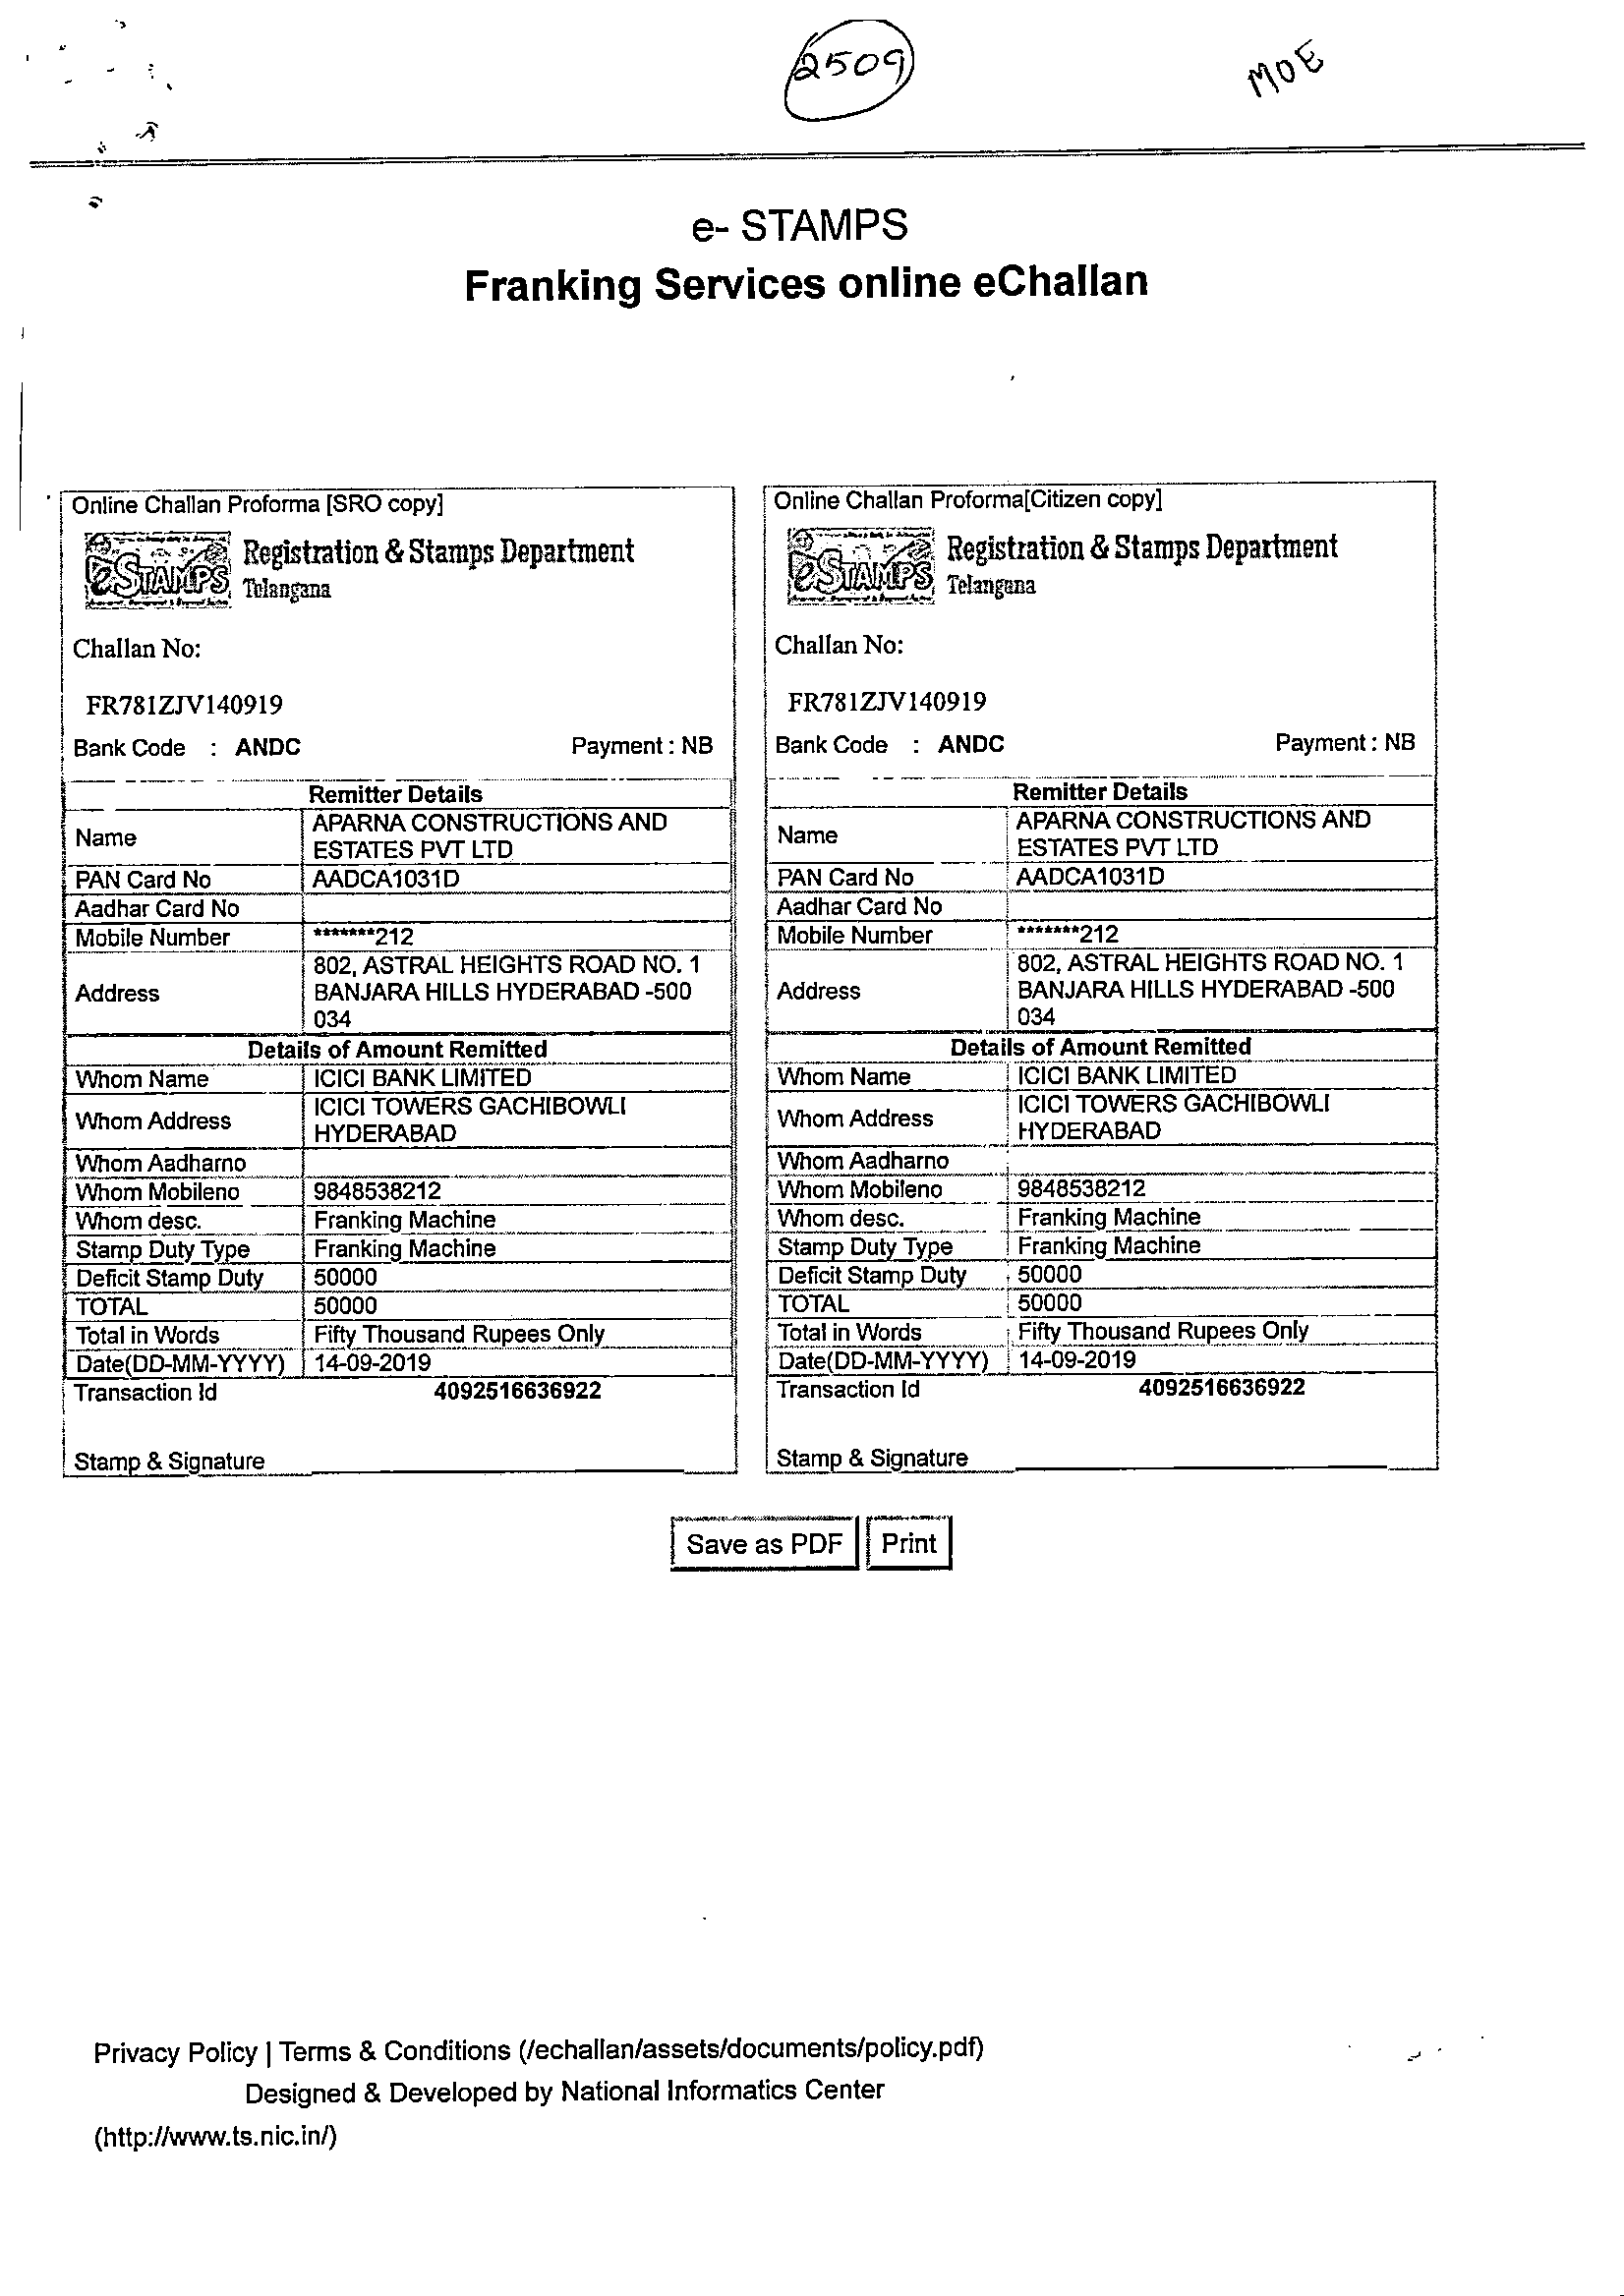 2509
MOE
e- STAMPS
Franking Services online eChallan
Online Challan Proforma [SRO copy]
eSTAMPS
Registration & Stamps Department
Telangana
Challan No:
FR781ZJV140919
Bank Code : ANDC Payment : NB
Remitter Details
Name APARNA CONSTRUCTIONS AND
ESTATES PVT LTD
PAN Card No AADCA1031D
Aadhar Card No
Mobile Number *******212
Address 802, ASTRAL HEIGHTS ROAD NO. 1
BANJARA HILLS HYDERABAD -500
034
Details of Amount Remitted
Whom Name ICICI BANK LIMITED
Whom Address ICICI TOWERS GACHIBOWLI
HYDERABAD
Whom Aadharno
Whom Mobileno 9848538212
Whom desc. Franking Machine
Stamp Duty Type Franking Machine
Deficit Stamp Duty 50000
TOTAL 50000
Total in Words Fifty Thousand Rupees Only
Date(DD-MM-YYYY) 14-09-2019
Transaction Id 4092516636922
Stamp & Signature
Online Challan Proforma[Citizen copy]
eSTAMPS
Registration & Stamps Department
Telangana
Challan No:
FR781ZJV140919
Bank Code : ANDC Payment : NB
Remitter Details
Name APARNA CONSTRUCTIONS AND
ESTATES PVT LTD
PAN Card No AADCA1031D
Aadhar Card No
Mobile Number *******212
Address 802, ASTRAL HEIGHTS ROAD NO. 1
BANJARA HILLS HYDERABAD -500
034
Details of Amount Remitted
Whom Name ICICI BANK LIMITED
Whom Address ICICI TOWERS GACHIBOWLI
HYDERABAD
Whom Aadharno
Whom Mobileno 9848538212
Whom desc. Franking Machine
Stamp Duty Type Franking Machine
Deficit Stamp Duty 50000
TOTAL 50000
Total in Words Fifty Thousand Rupees Only
Date(DD-MM-YYYY) 14-09-2019
Transaction Id 4092516636922
Stamp & Signature
Save as PDF Print
Privacy Policy | Terms & Conditions (/echallan/assets/documents/policy.pdf)
Designed & Developed by National Informatics Center
(http://www.ts.nic.in/)